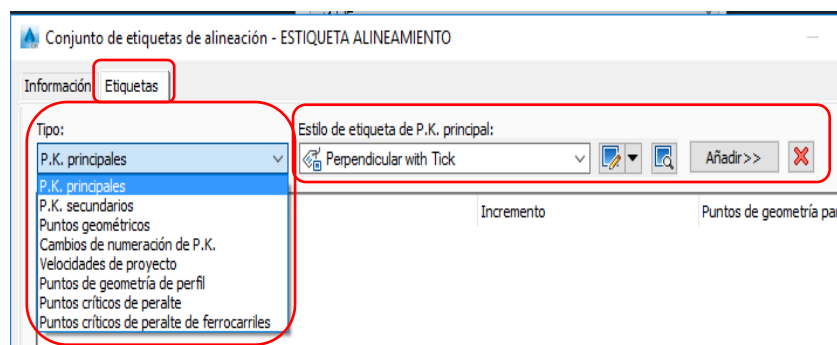 Conjunto de etiquetas de alineación - ESTIQUETA ALINEAMIENTO
Información Etiquetas
Tipo: Estilo de etiqueta de P.K. principal:
P.K. principales Perpendicular with Tick Añadir>>
P.K. principales
P.K. secundarios
Incremento Puntos de geometría par
Puntos geométricos
Cambios de numeración de P.K.
Velocidades de proyecto
Puntos de geometría de perfil
Puntos críticos de peralte
Puntos críticos de peralte de ferrocarriles